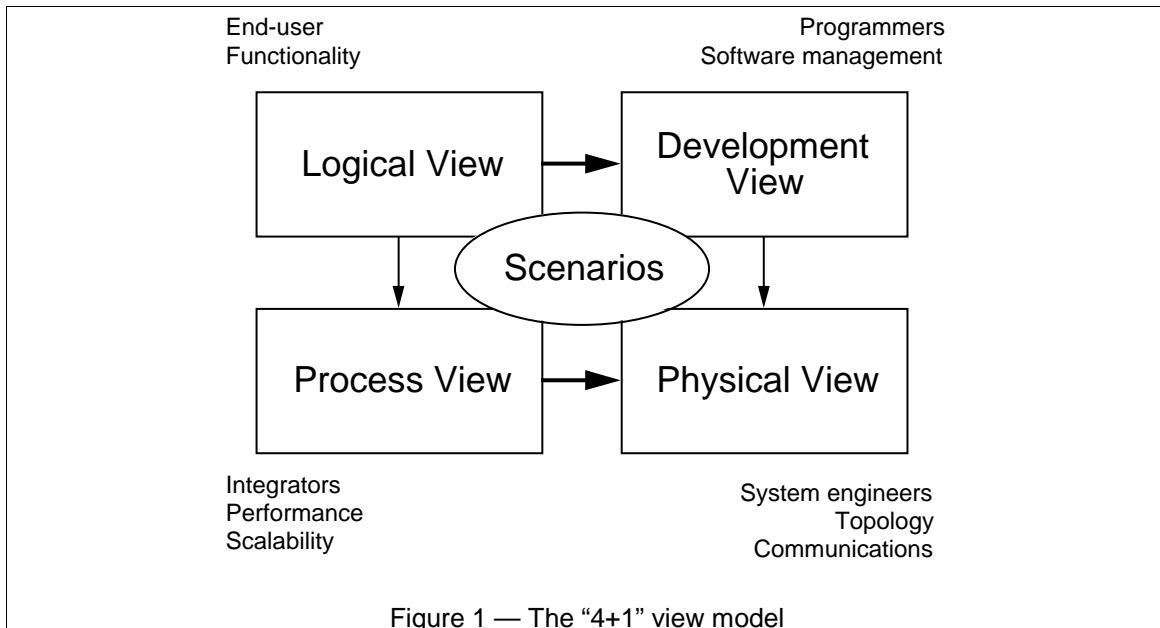 End-user
Functionality
Programmers
Software management
Logical View
Development
View
Scenarios
Process View
Physical View
Integrators
Performance
Scalability
System engineers
Topology
Communications
Figure 1 — The “4+1” view model